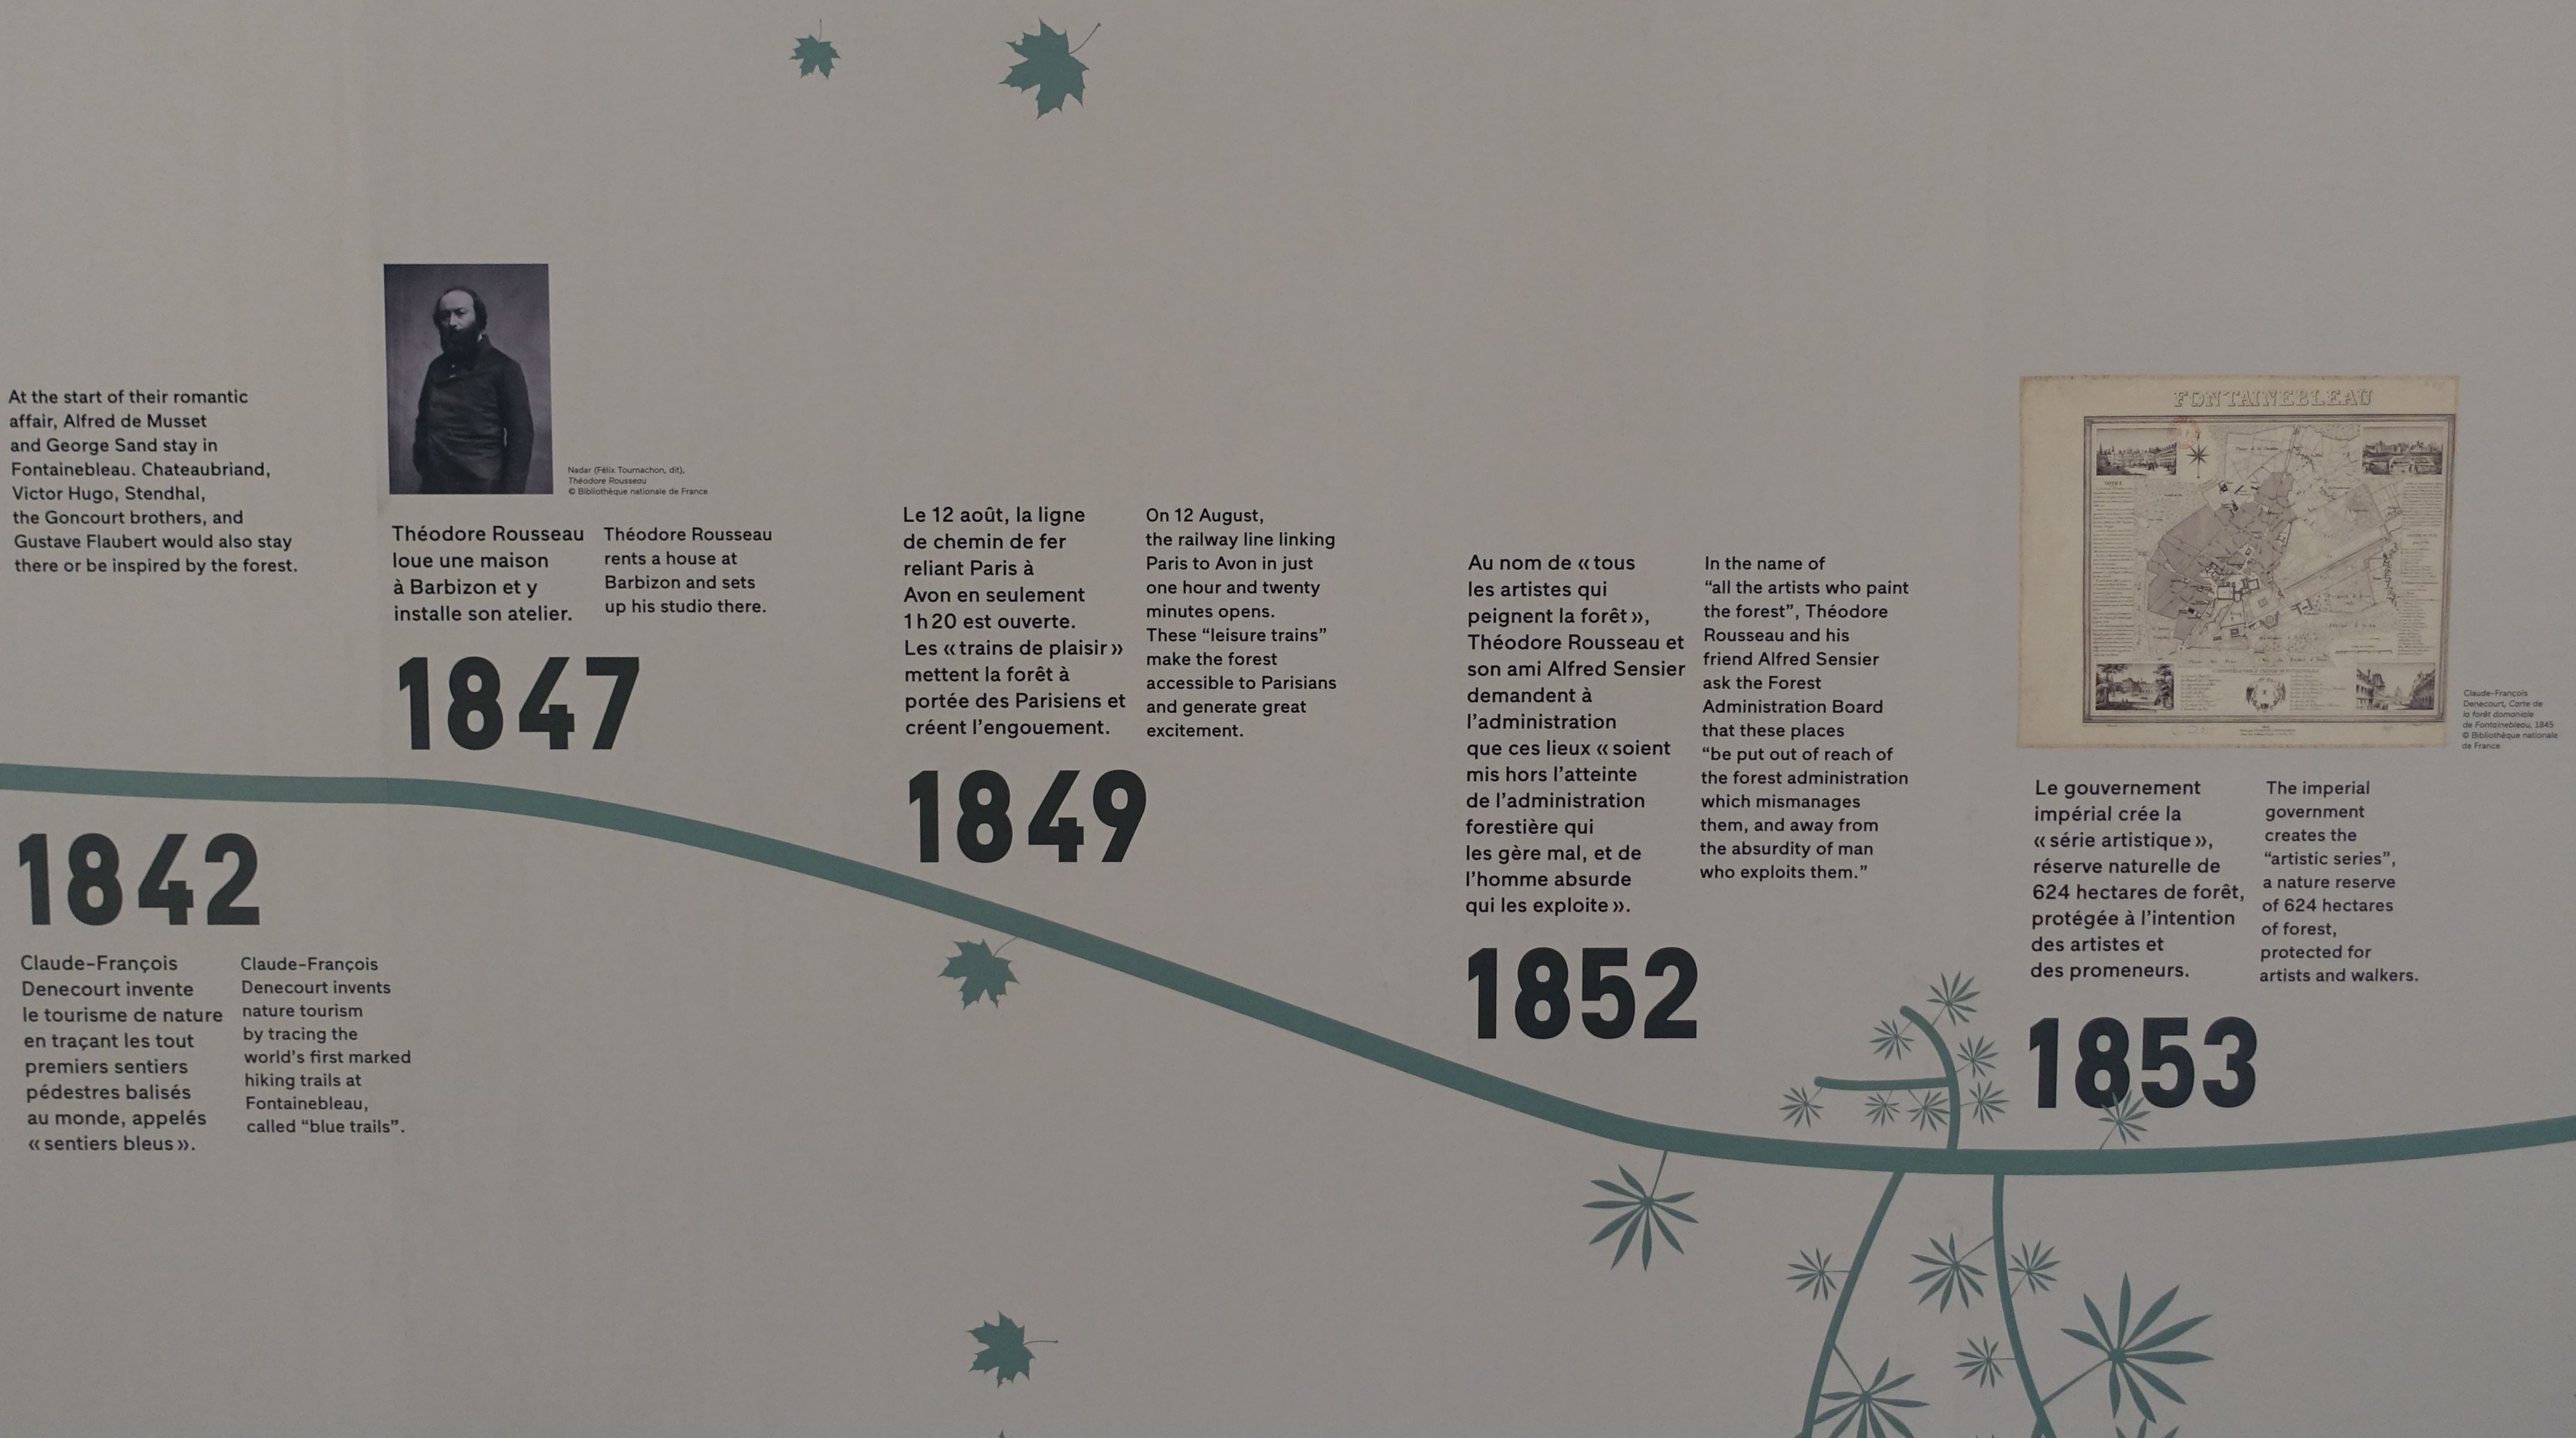 At the start of their romantic
affair, Alfred de Musset
and George Sand stay in
Fontainebleau. Chateaubriand,
Victor Hugo, Stendhal,
the Goncourt brothers, and
Gustave Flaubert would also stay
there or be inspired by the forest.
1842
Claude-François
Denecourt invente
le tourisme de nature
en traçant les tout
premiers sentiers
pédestres balisés
au monde, appelés
« sentiers bleus ».
Claude-François
Denecourt invents
nature tourism
by tracing the
world's first marked
hiking trails at
Fontainebleau,
called “blue trails”.
Nadar (Félix Tournachon, dit),
Théodore Rousseau
© Bibliothèque nationale de France
Théodore Rousseau
loue une maison
à Barbizon et y
installe son atelier.
Théodore Rousseau
rents a house at
Barbizon and sets
up his studio there.
1847
Le 12 août, la ligne
de chemin de fer
reliant Paris à
Avon en seulement
1h20 est ouverte.
Les « trains de plaisir »
mettent la forêt à
portée des Parisiens et
créent l'engouement.
On 12 August,
the railway line linking
Paris to Avon in just
one hour and twenty
minutes opens.
These “leisure trains”
make the forest
accessible to Parisians
and generate great
excitement.
1849
Au nom de « tous
les artistes qui
peignent la forêt »,
Théodore Rousseau et
son ami Alfred Sensier
demandent à
l'administration
que ces lieux « soient
mis hors l'atteinte
de l'administration
forestière qui
les gère mal, et de
l'homme absurde
qui les exploite ».
In the name of
“all the artists who paint
the forest”, Théodore
Rousseau and his
friend Alfred Sensier
ask the Forest
Administration Board
that these places
“be put out of reach of
the forest administration
which mismanages
them, and away from
the absurdity of man
who exploits them.”
1852
FONTAINEBLEAU
Claude-François
Denecourt, Carte de
la forêt domaniale
de Fontainebleau, 1845
© Bibliothèque nationale
de France
Le gouvernement
impérial crée la
« série artistique »,
réserve naturelle de
624 hectares de forêt,
protégée à l'intention
des artistes et
des promeneurs.
The imperial
government
creates the
“artistic series”,
a nature reserve
of 624 hectares
of forest,
protected for
artists and walkers.
1853